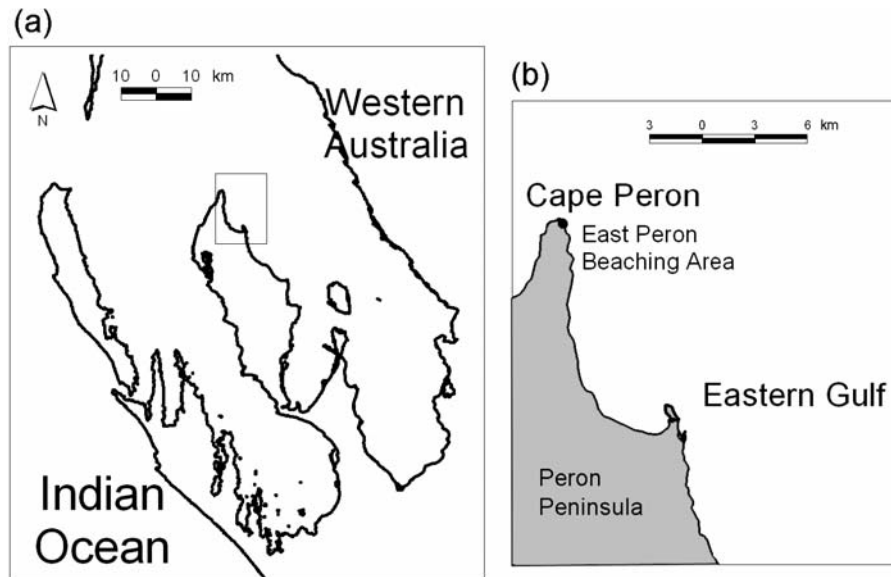 (a)
10 0 10 km
N
Western
Australia
Indian
Ocean
(b)
3 0 3 6
km
Cape Peron
East Peron
Beaching Area
Eastern Gulf
Peron
Peninsula